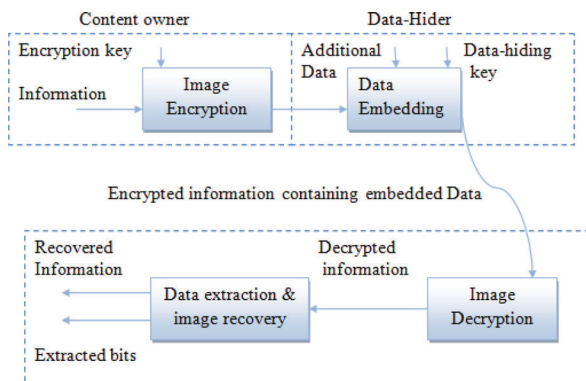 Content owner
Data-Hider
Encryption key
Additional
Data
Data-hiding
key
Information
Image
Encryption
Data
Embedding
Encrypted information containing embedded Data
Recovered
Information
Decrypted
information
Data extraction &
image recovery
Image
Decryption
Extracted bits